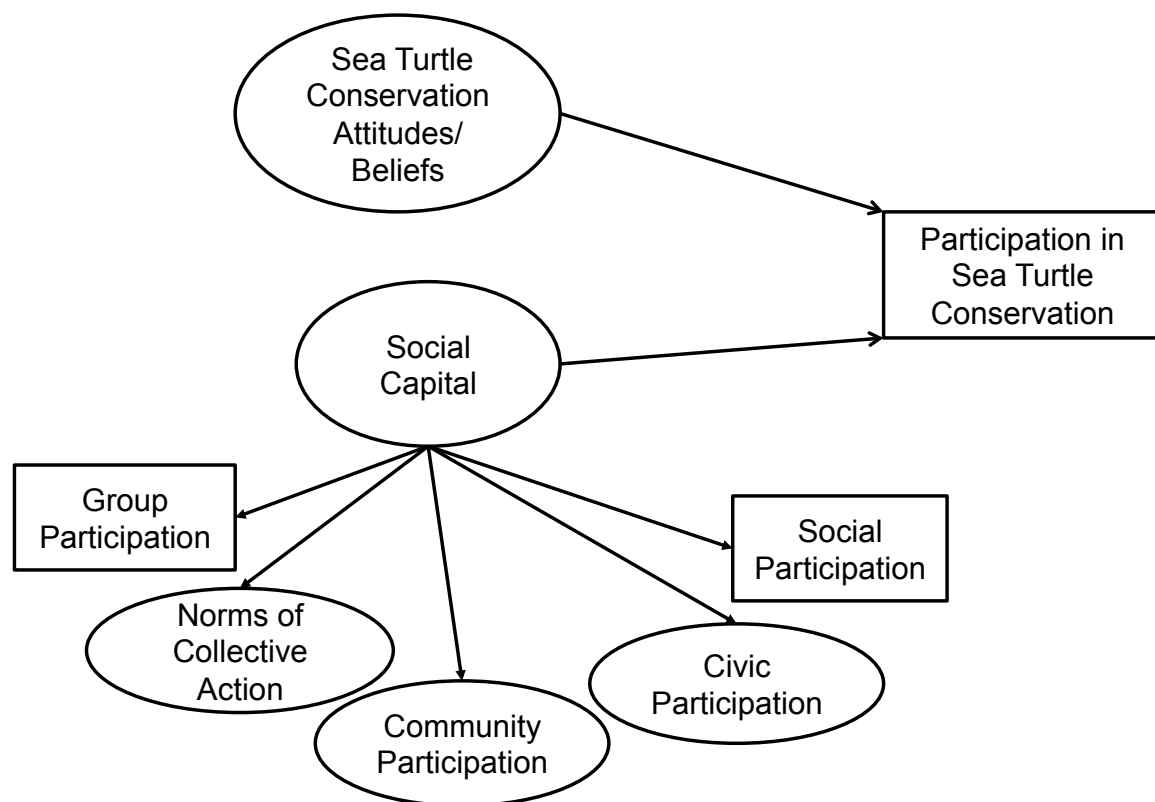 Sea Turtle
Conservation
Attitudes/
Beliefs
Participation in
Sea Turtle
Conservation
Social
Capital
Group
Participation
Social
Participation
Norms of
Collective
Action
Civic
Participation
Community
Participation